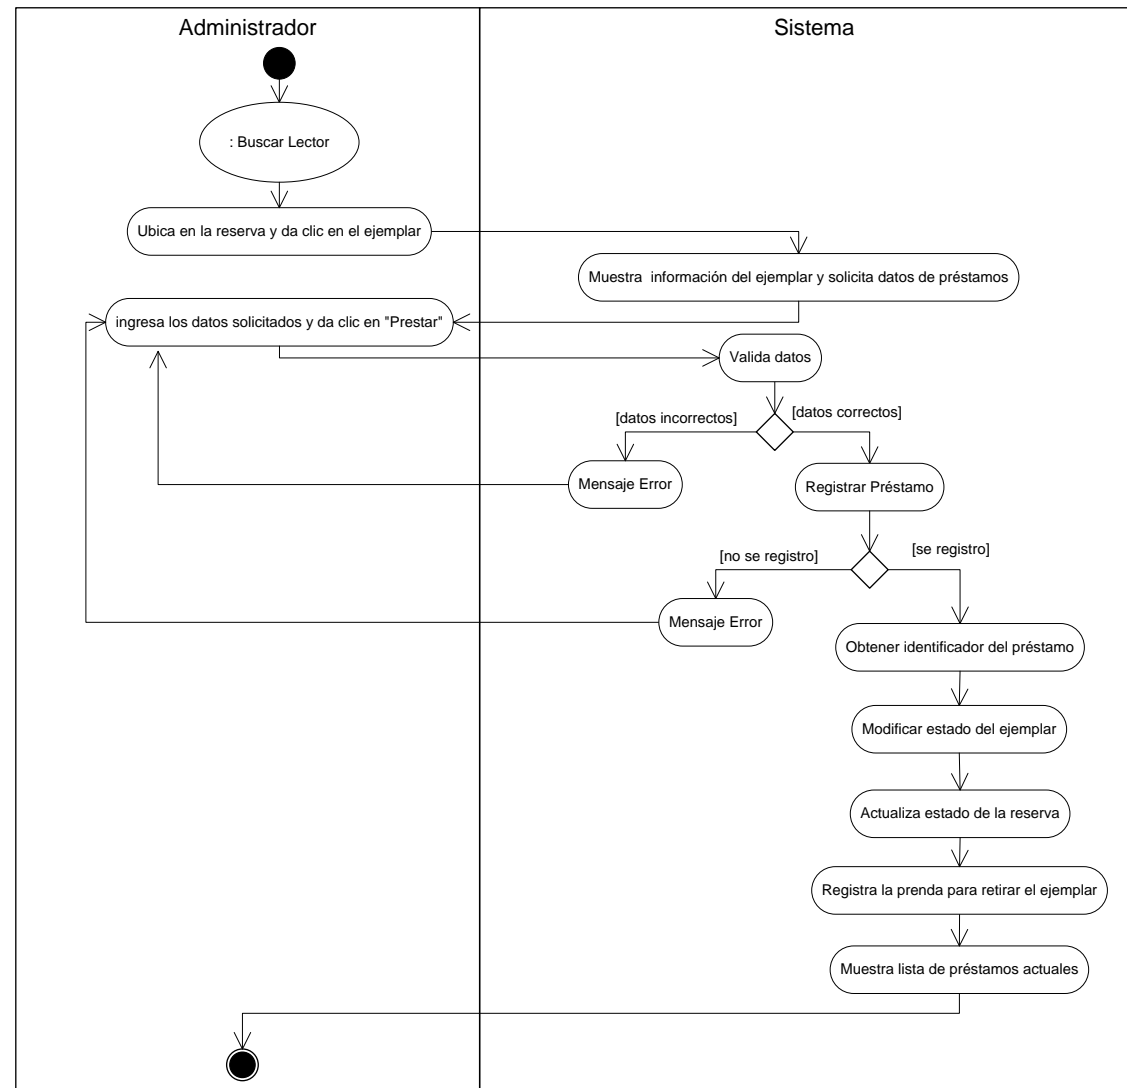 Administrador
Sistema
: Buscar Lector
Ubica en la reserva y da clic en el ejemplar
Muestra  información del ejemplar y solicita datos de préstamos
ingresa los datos solicitados y da clic en "Prestar"
Valida datos
[datos incorrectos]
[datos correctos]
Mensaje Error
Registrar Préstamo
[no se registro]
[se registro]
Mensaje Error
Obtener identificador del préstamo
Modificar estado del ejemplar
Actualiza estado de la reserva
Registra la prenda para retirar el ejemplar
Muestra lista de préstamos actuales